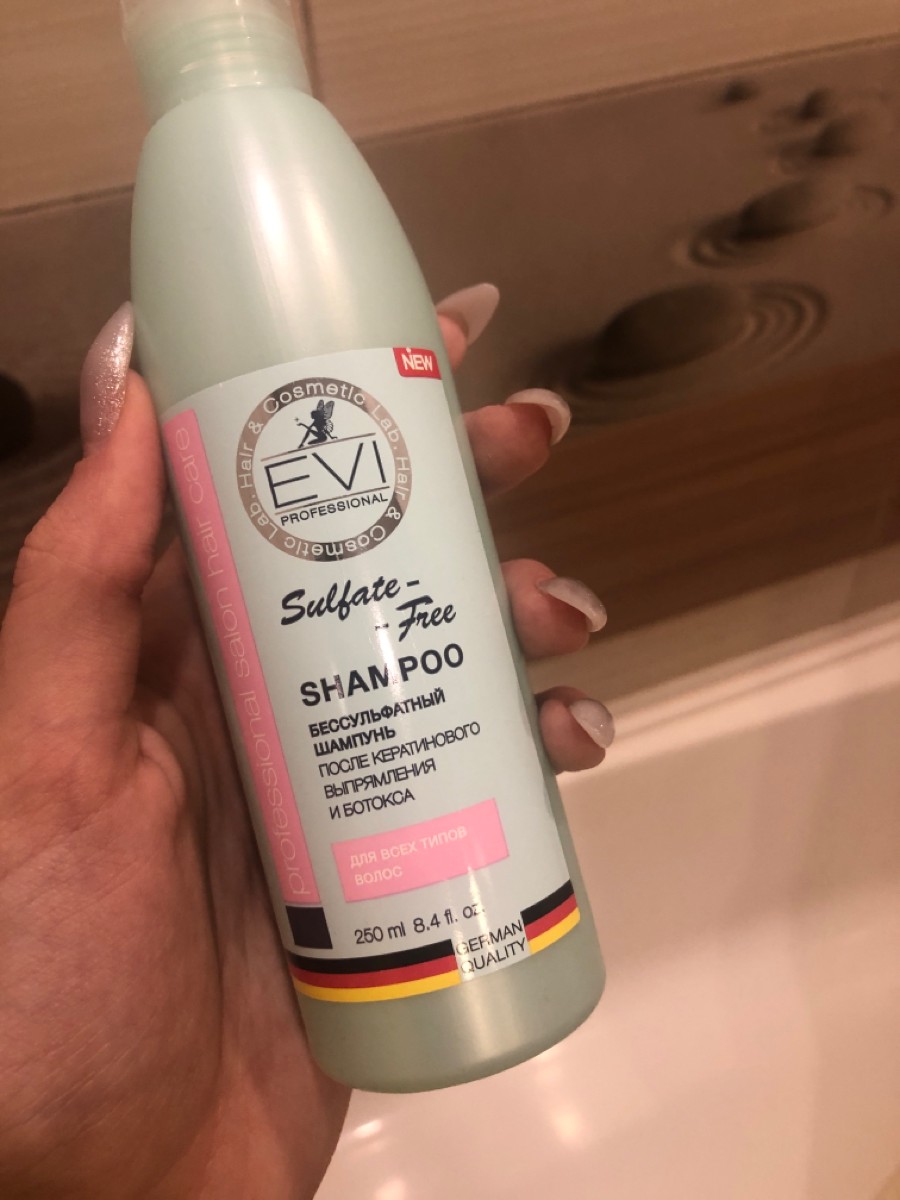 NEW
Hair & Cosmetic Lab. Hair & Cosmetic Lab.
EVI
PROFESSIONAL
professional salon hair care
Sulfate-
-Free
SHAMPOO
БЕССУЛЬФАТНЫЙ
ШАМПУНЬ
ПОСЛЕ КЕРАТИНОВОГО
ВЫПРЯМЛЕНИЯ
И БОТОКСА
ДЛЯ ВСЕХ ТИПОВ
ВОЛОС
250 ml 8.4 fl. oz.
GERMAN
QUALITY